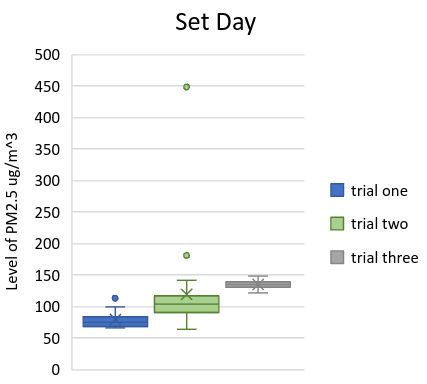 Set Day
500
450
400
350
300
250
200
150
100
50
0
Level of PM2.5 ug/m^3
trial one
trial two
trial three